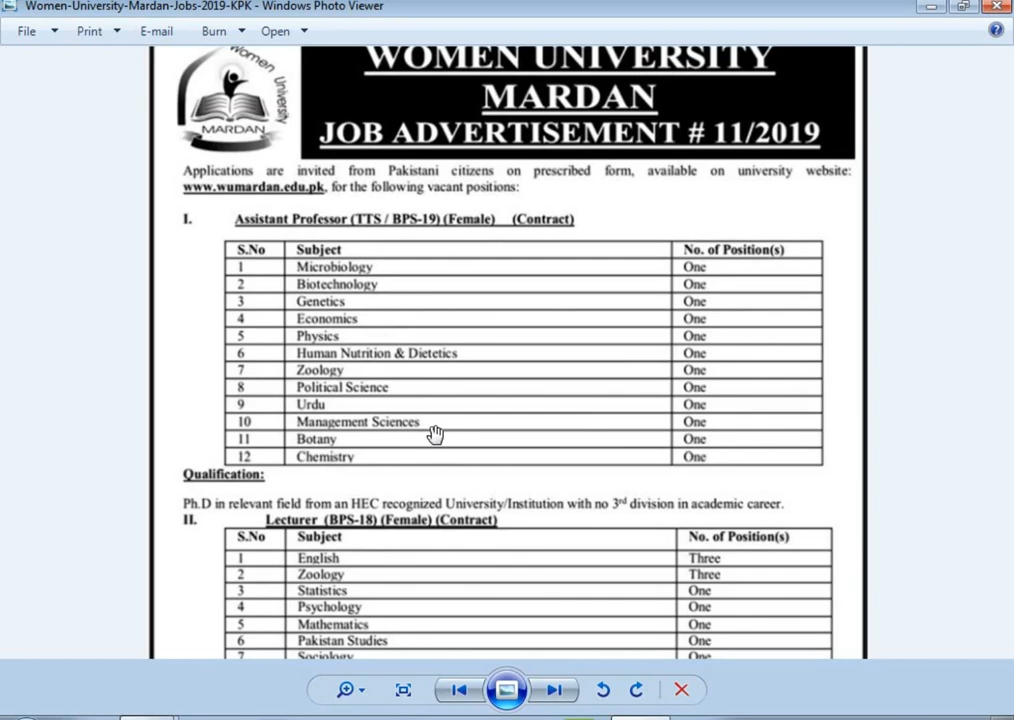 Women-University-Mardan-Jobs-2019-KPK - Windows Photo Viewer
File Print E-mail Burn Open
Women University
MARDAN
WOMEN UNIVERSITY
MARDAN
JOB ADVERTISEMENT # 11/2019
Applications are invited from Pakistani citizens on prescribed form, available on university website:
www.wumardan.edu.pk, for the following vacant positions:
I. Assistant Professor (TTS / BPS-19) (Female) (Contract)
S.No Subject No. of Position(s)
1 Microbiology One
2 Biotechnology One
3 Genetics One
4 Economics One
5 Physics One
6 Human Nutrition & Dietetics One
7 Zoology One
8 Political Science One
9 Urdu One
10 Management Sciences One
11 Botany One
12 Chemistry One
Qualification:
Ph.D in relevant field from an HEC recognized University/Institution with no 3rd division in academic career.
II. Lecturer (BPS-18) (Female) (Contract)
S.No Subject No. of Position(s)
1 English Three
2 Zoology Three
3 Statistics One
4 Psychology One
5 Mathematics One
6 Pakistan Studies One
7 Sociology One